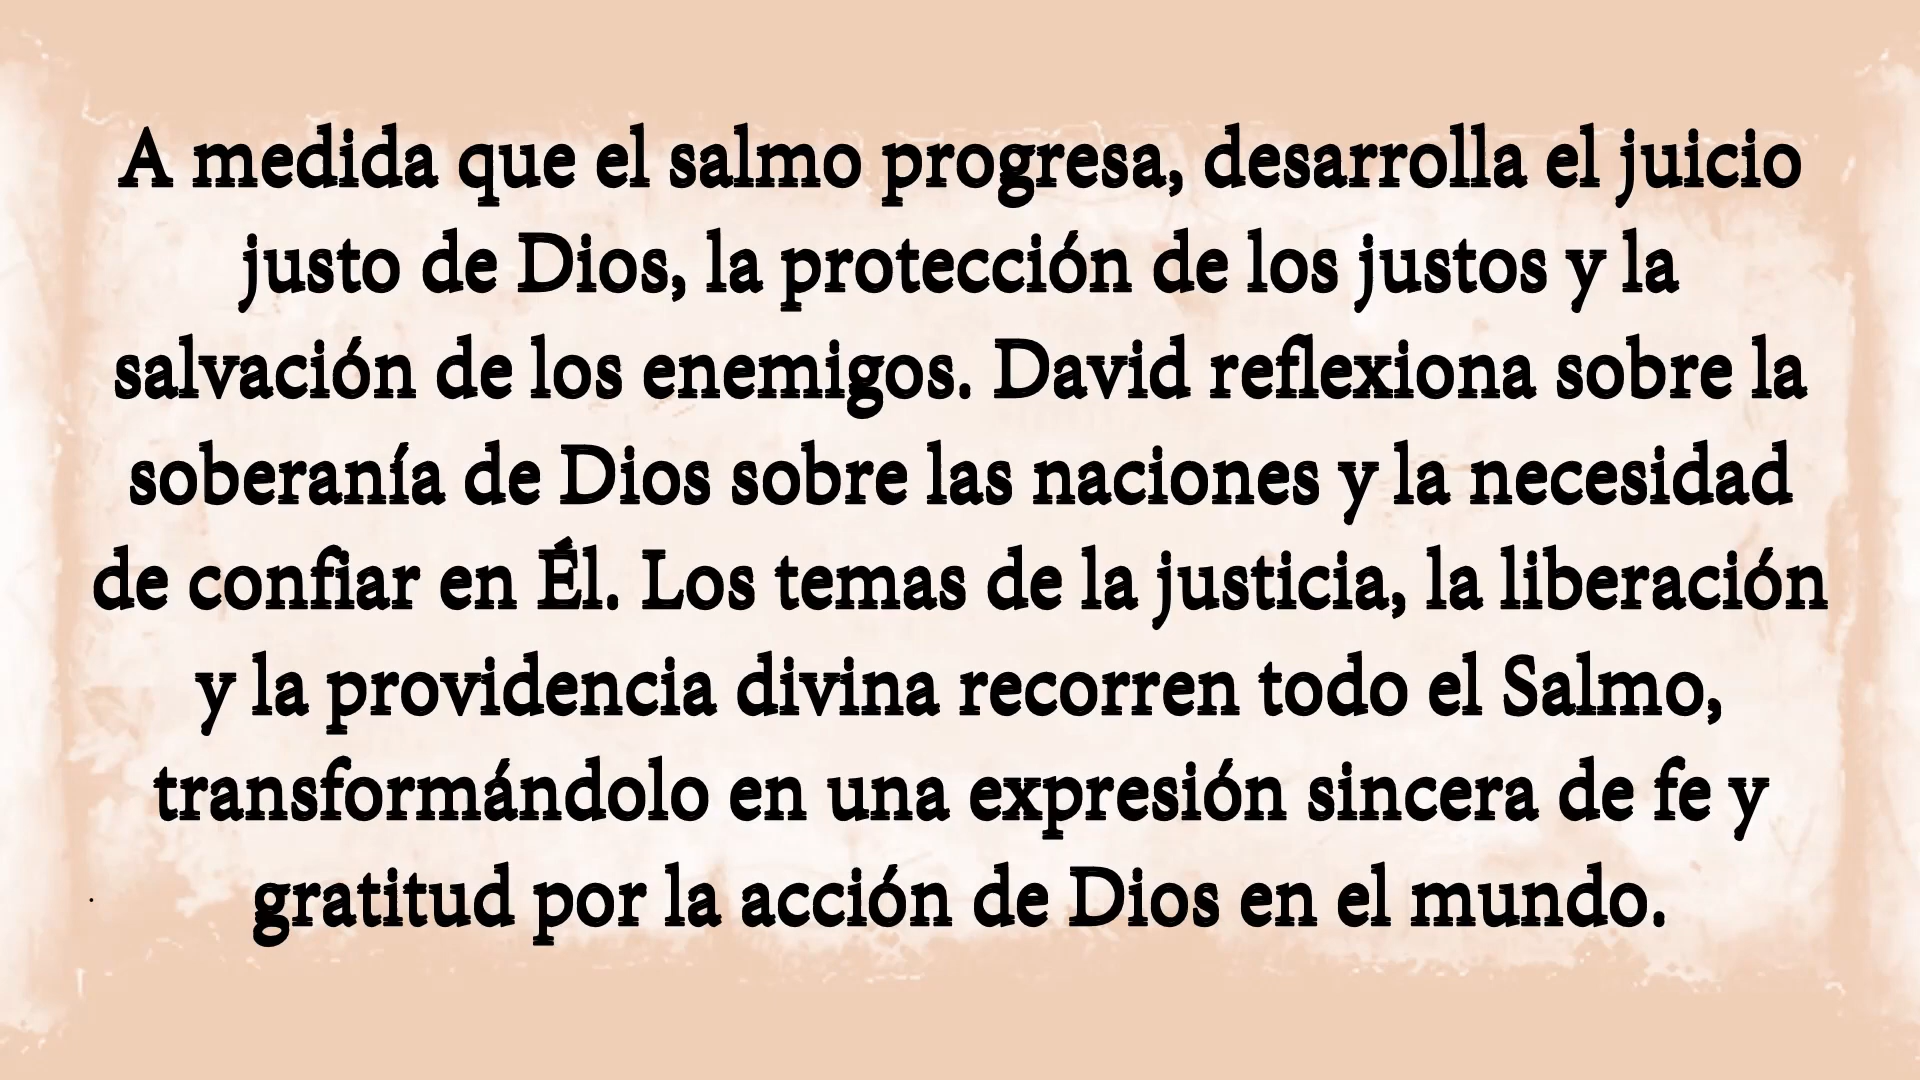 A medida que el salmo progresa, desarrolla el juicio
justo de Dios, la protección de los justos y la
salvación de los enemigos. David reflexiona sobre la
soberanía de Dios sobre las naciones y la necesidad
de confiar en Él. Los temas de la justicia, la liberación
y la providencia divina recorren todo el Salmo,
transformándolo en una expresión sincera de fe y
gratitud por la acción de Dios en el mundo.